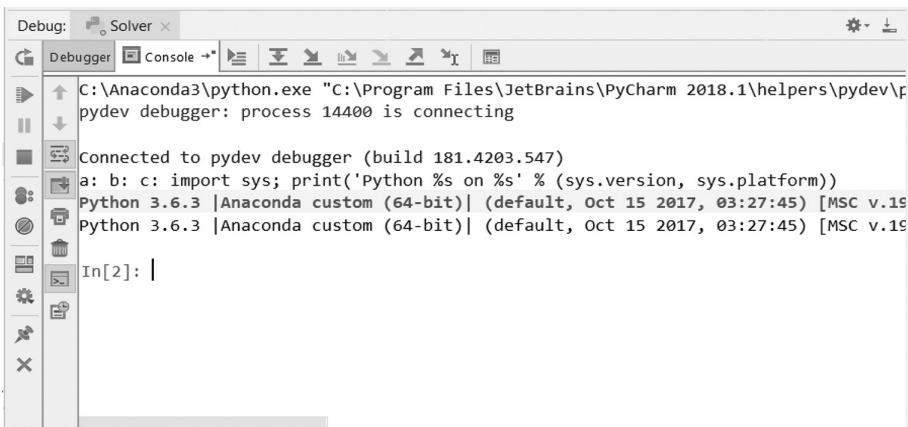 Debug: Solver
Debugger Console
C:\Anaconda3\python.exe "C:\Program Files\JetBrains\PyCharm 2018.1\helpers\pydev\p
pydev debugger: process 14400 is connecting
Connected to pydev debugger (build 181.4203.547)
a: b: c: import sys; print('Python %s on %s' % (sys.version, sys.platform))
Python 3.6.3 |Anaconda custom (64-bit)| (default, Oct 15 2017, 03:27:45) [MSC v.19
Python 3.6.3 |Anaconda custom (64-bit)| (default, Oct 15 2017, 03:27:45) [MSC v.19
In[2]: